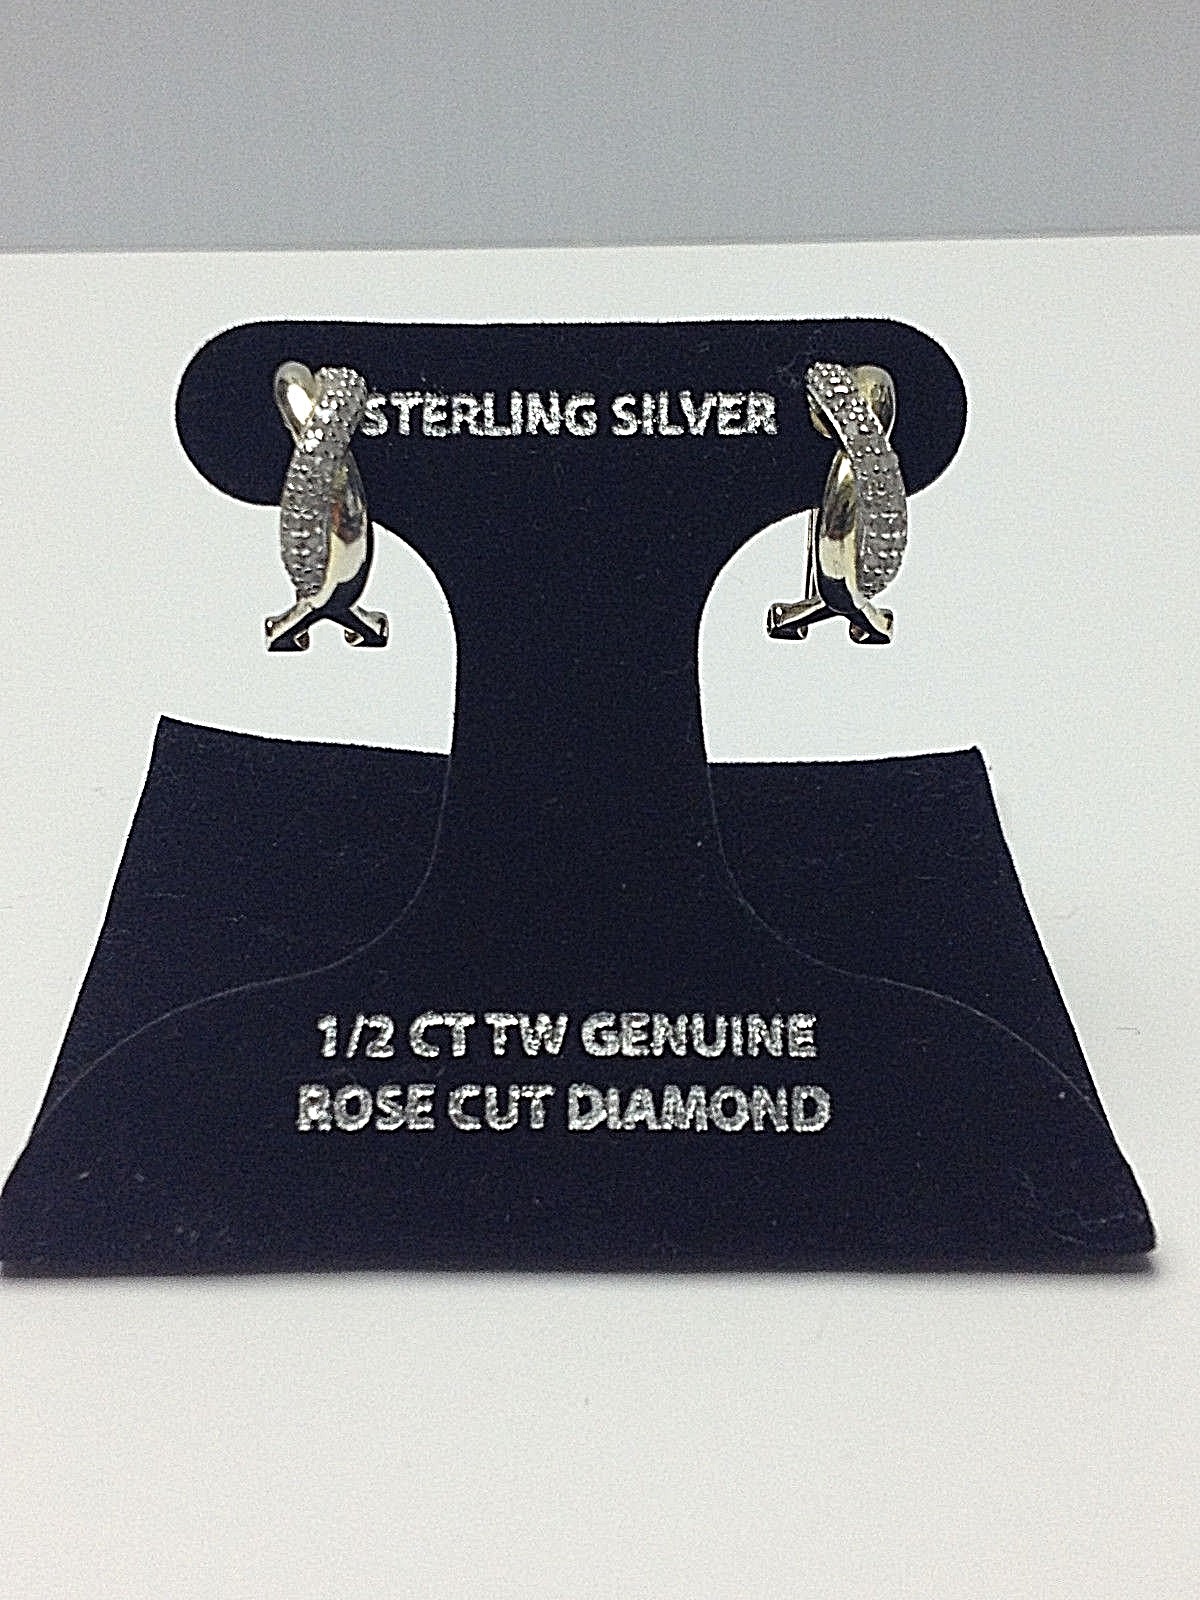 STERLING SILVER
1/2 CT TW GENUINE
ROSE CUT DIAMOND